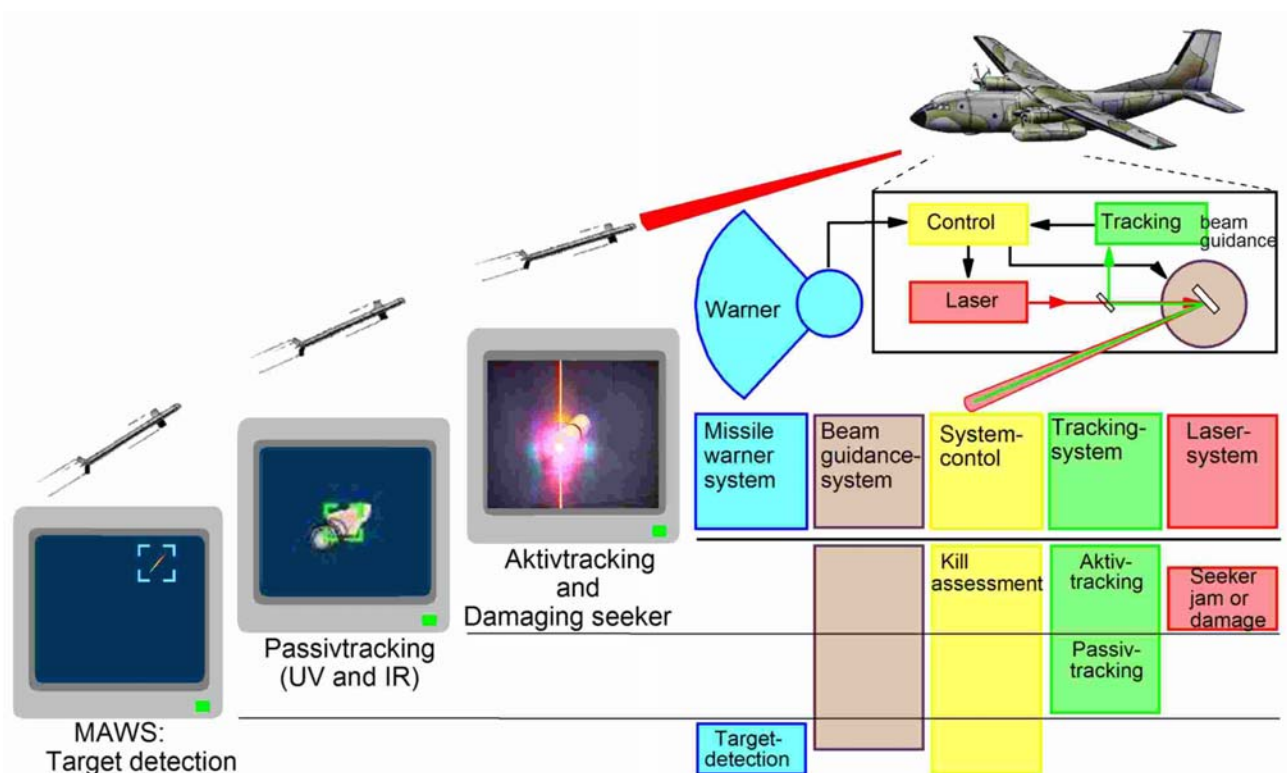 Control
Tracking
beam
guidance
Laser
Warner
Missile
warner
system
Beam
guidance-
system
System-
contol
Tracking-
system
Laser-
system
Aktivtracking
and
Damaging seeker
Kill
assessment
Aktiv-
tracking
Seeker
jam or
damage
Passivtracking
(UV and IR)
Passiv-
tracking
MAWS:
Target detection
Target-
detection